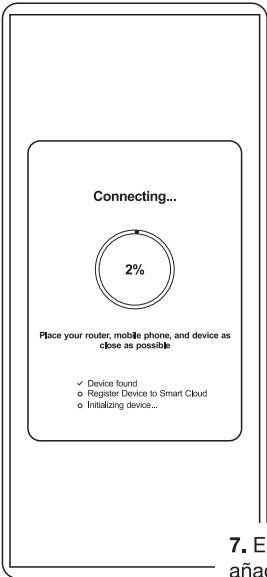 Connecting...
2%
Place your router, mobile phone, and device as
close as possible
✓ Device found
o Register Device to Smart Cloud
o Initializing device...
7. E
añad